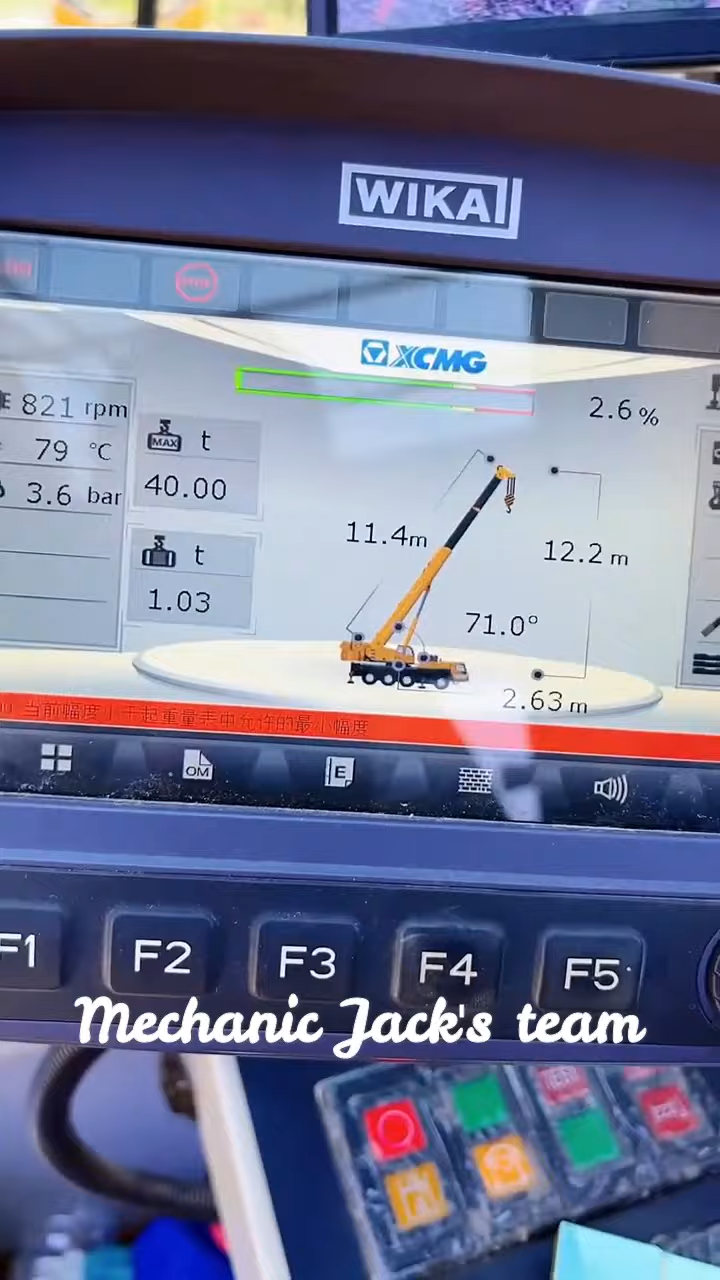 WIKAI
XCMG
821 rpm
79 °C
3.6 bar
MAX t
40.00
t
1.03
2.6 %
11.4m
12.2 m
71.0°
2.63 m
当前幅度小于起重量表中允许的最小幅度
OM
E
F1
F2
F3
F4
F5
Mechanic Jack's team